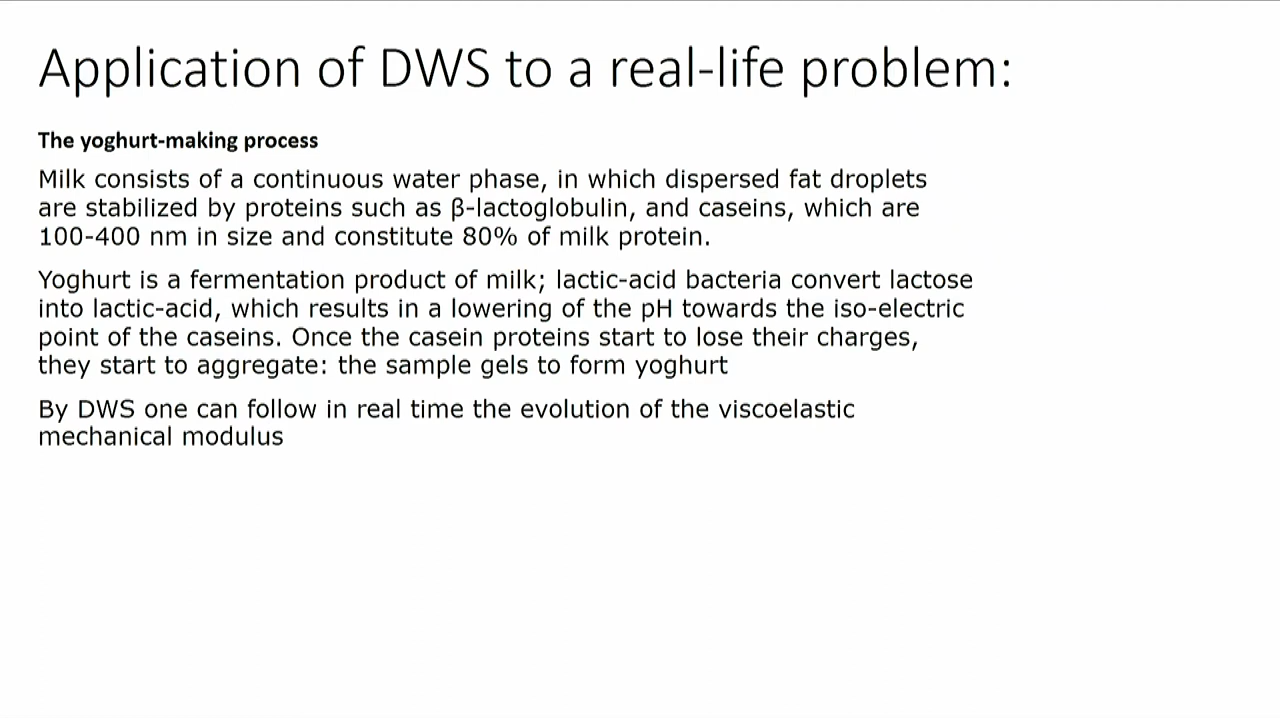 Application of DWS to a real-life problem:
The yoghurt-making process
Milk consists of a continuous water phase, in which dispersed fat droplets
are stabilized by proteins such as β-lactoglobulin, and caseins, which are
100-400 nm in size and constitute 80% of milk protein.
Yoghurt is a fermentation product of milk; lactic-acid bacteria convert lactose
into lactic-acid, which results in a lowering of the pH towards the iso-electric
point of the caseins. Once the casein proteins start to lose their charges,
they start to aggregate: the sample gels to form yoghurt
By DWS one can follow in real time the evolution of the viscoelastic
mechanical modulus